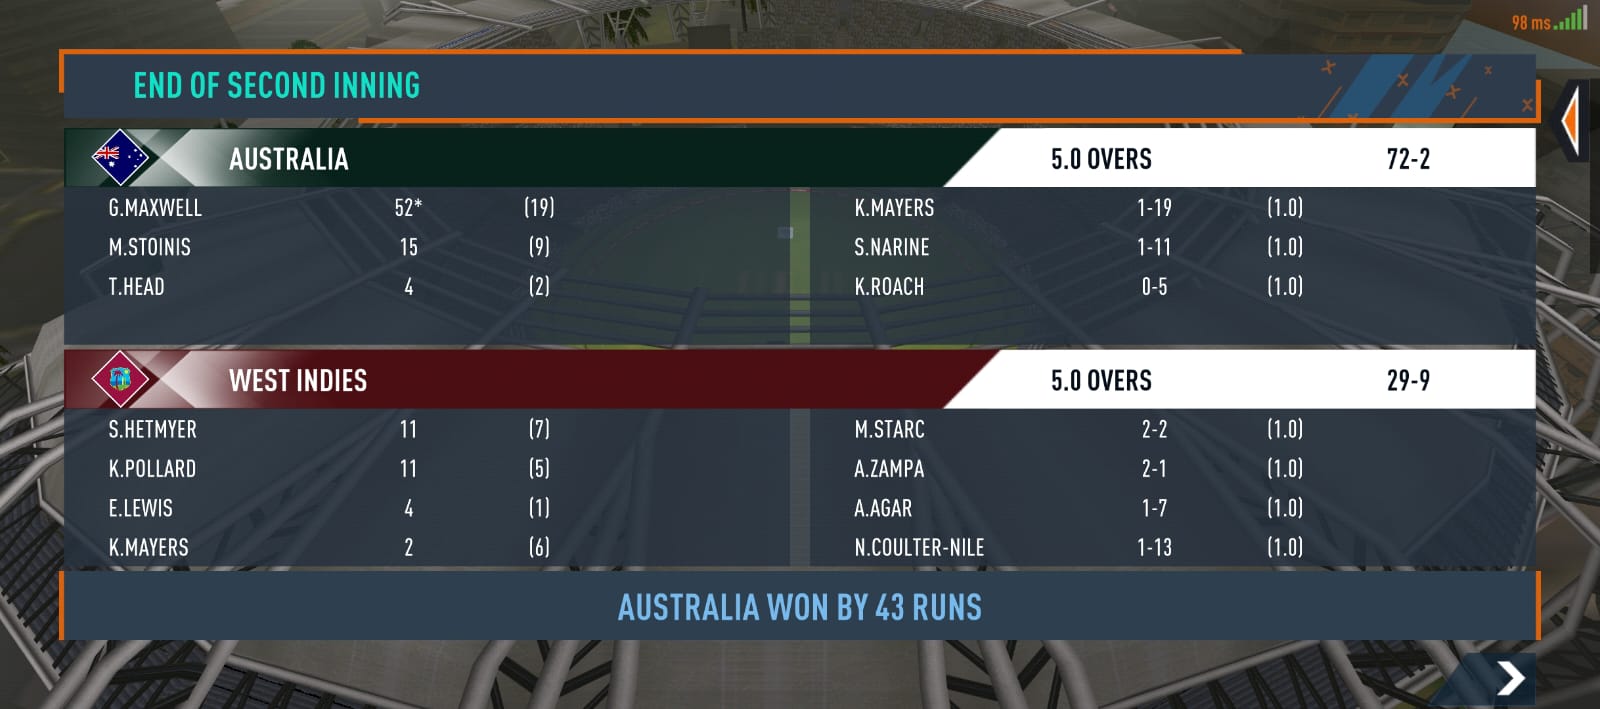 98 ms
END OF SECOND INNING
AUSTRALIA 5.0 OVERS 72-2
G.MAXWELL 52* (19) K.MAYERS 1-19 (1.0)
M.STOINIS 15 (9) S.NARINE 1-11 (1.0)
T.HEAD 4 (2) K.ROACH 0-5 (1.0)
WEST INDIES 5.0 OVERS 29-9
S.HETMYER 11 (7) M.STARC 2-2 (1.0)
K.POLLARD 11 (5) A.ZAMPA 2-1 (1.0)
E.LEWIS 4 (1) A.AGAR 1-7 (1.0)
K.MAYERS 2 (6) N.COULTER-NILE 1-13 (1.0)
AUSTRALIA WON BY 43 RUNS